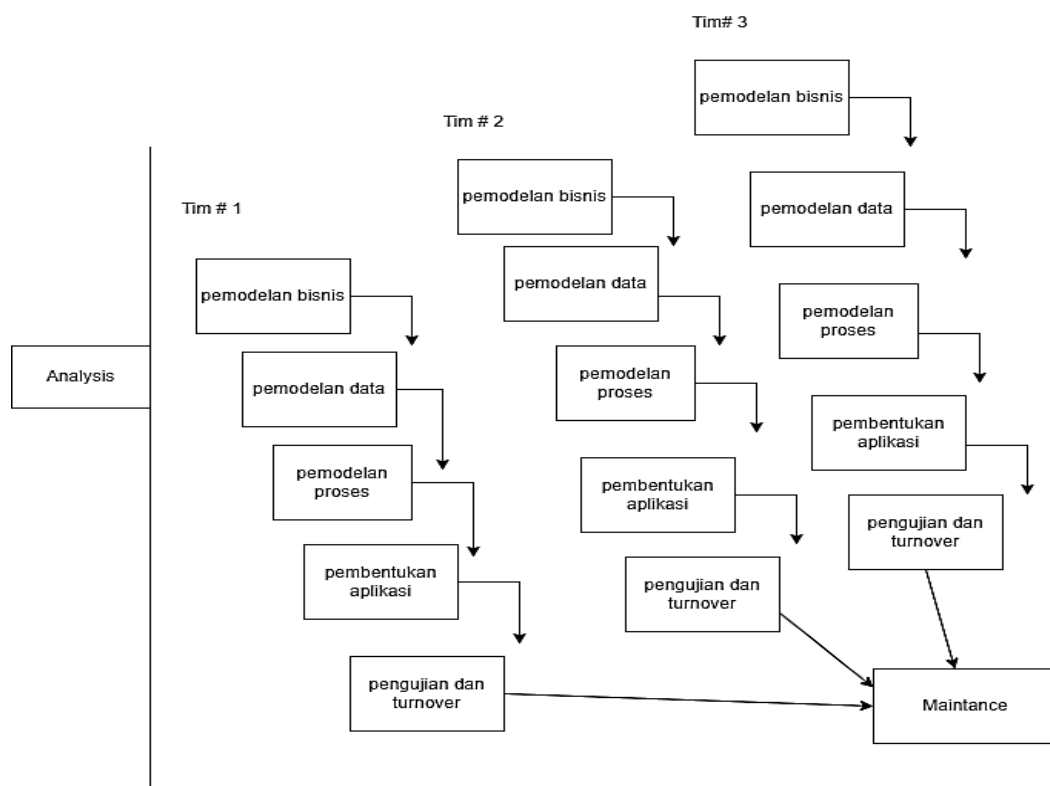 Tim# 3
pemodelan bisnis
pemodelan data
pemodelan
proses
pembentukan
aplikasi
pengujian dan
turnover
Tim # 2
pemodelan bisnis
pemodelan data
pemodelan
proses
pembentukan
aplikasi
pengujian dan
turnover
Tim # 1
pemodelan bisnis
pemodelan data
pemodelan
proses
pembentukan
aplikasi
pengujian dan
turnover
Analysis
Maintance